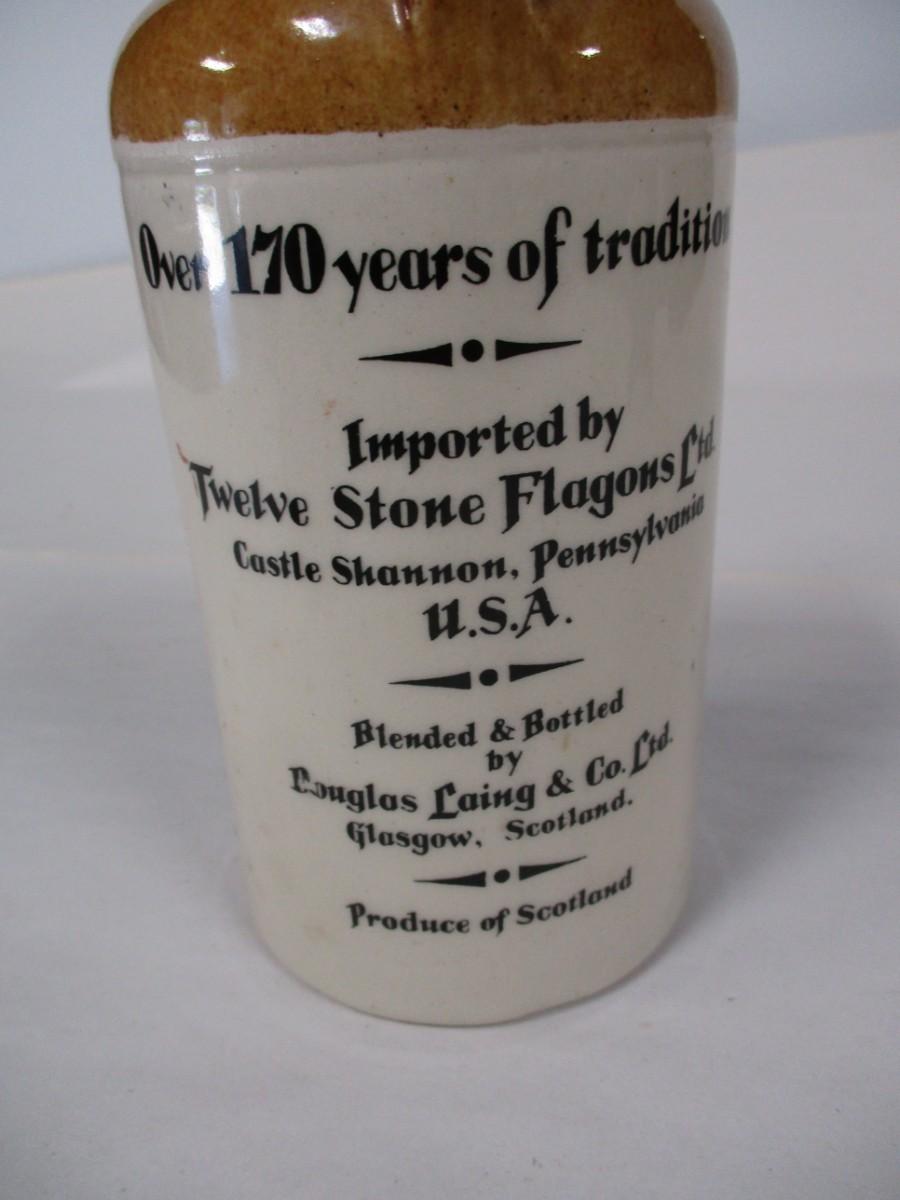 Over 170 years of tradition
Imported by
Twelve Stone Flagons Ltd.
Castle Shannon, Pennsylvania
U.S.A.
Blended & Bottled
by
Douglas Laing & Co. Ltd.
Glasgow, Scotland.
Produce of Scotland